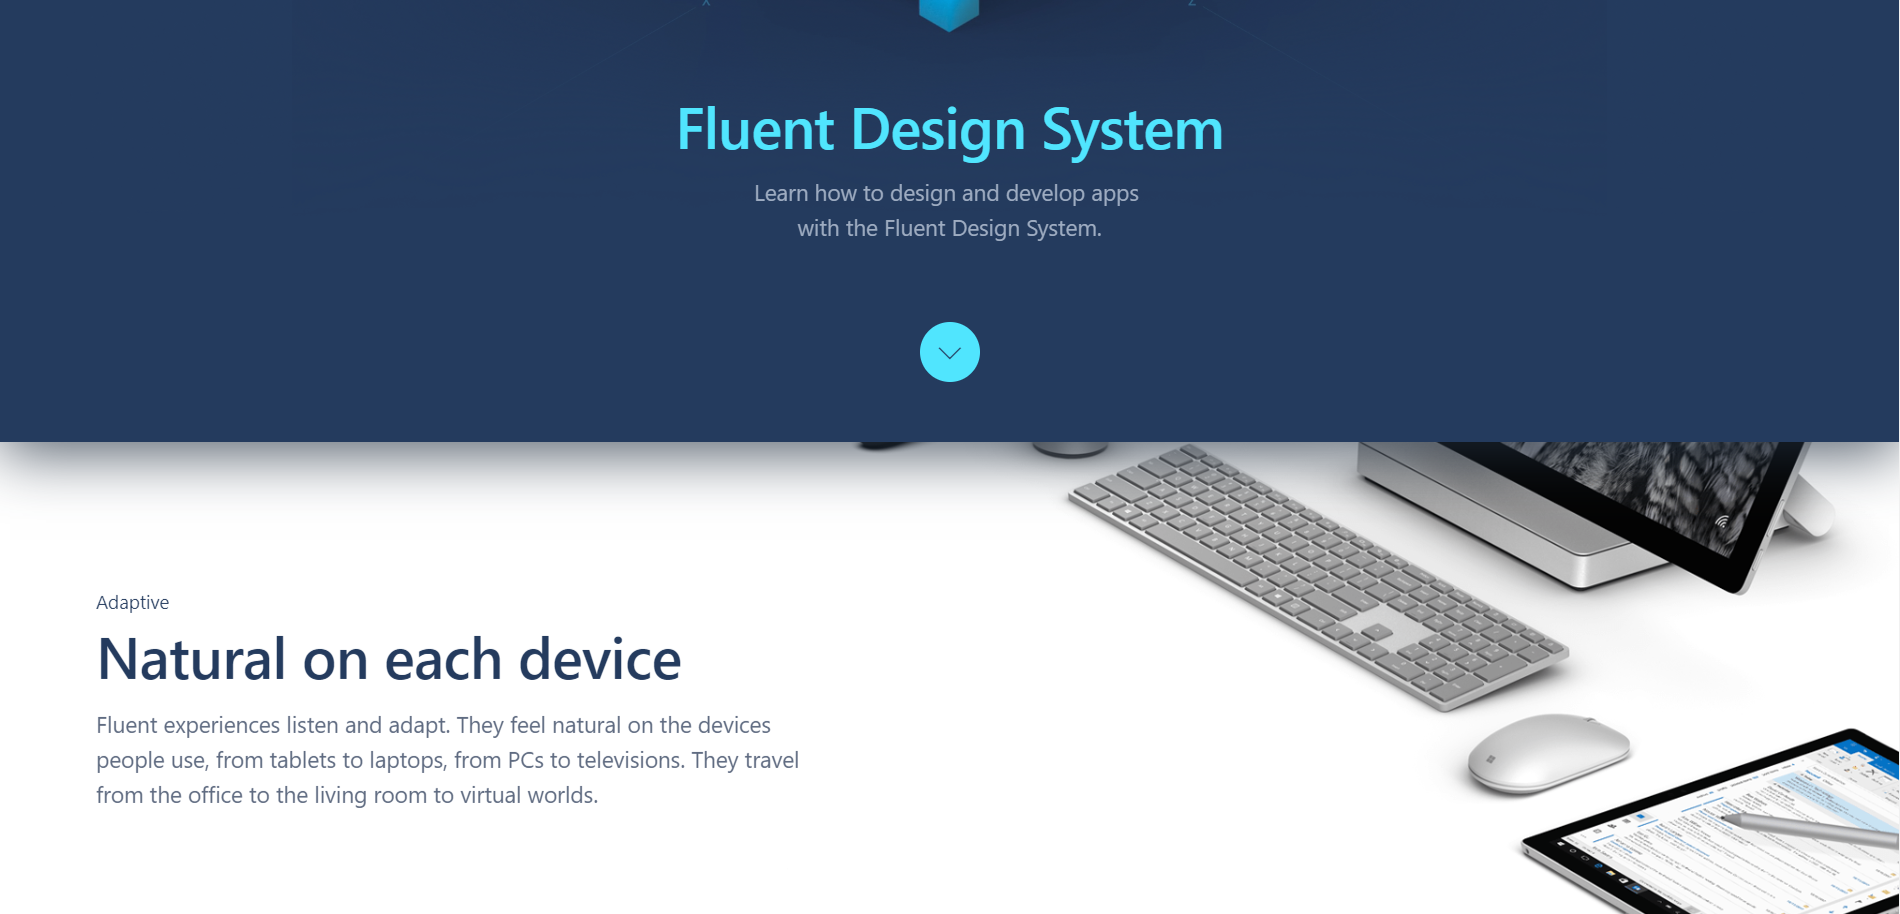 Fluent Design System
Learn how to design and develop apps
with the Fluent Design System.
Adaptive
Natural on each device
Fluent experiences listen and adapt. They feel natural on the devices
people use, from tablets to laptops, from PCs to televisions. They travel
from the office to the living room to virtual worlds.